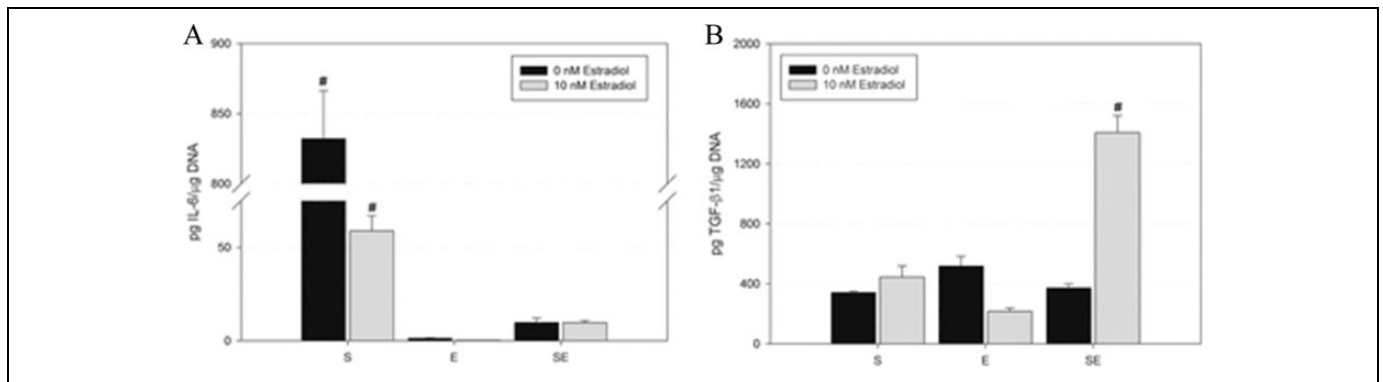 A
900
850
800
50
0
pg IL-6/µg DNA
0 nM Estradiol
10 nM Estradiol
#
#
S
E
SE
B
2000
1600
1200
800
400
0
pg TGF-β1/µg DNA
0 nM Estradiol
10 nM Estradiol
#
S
E
SE